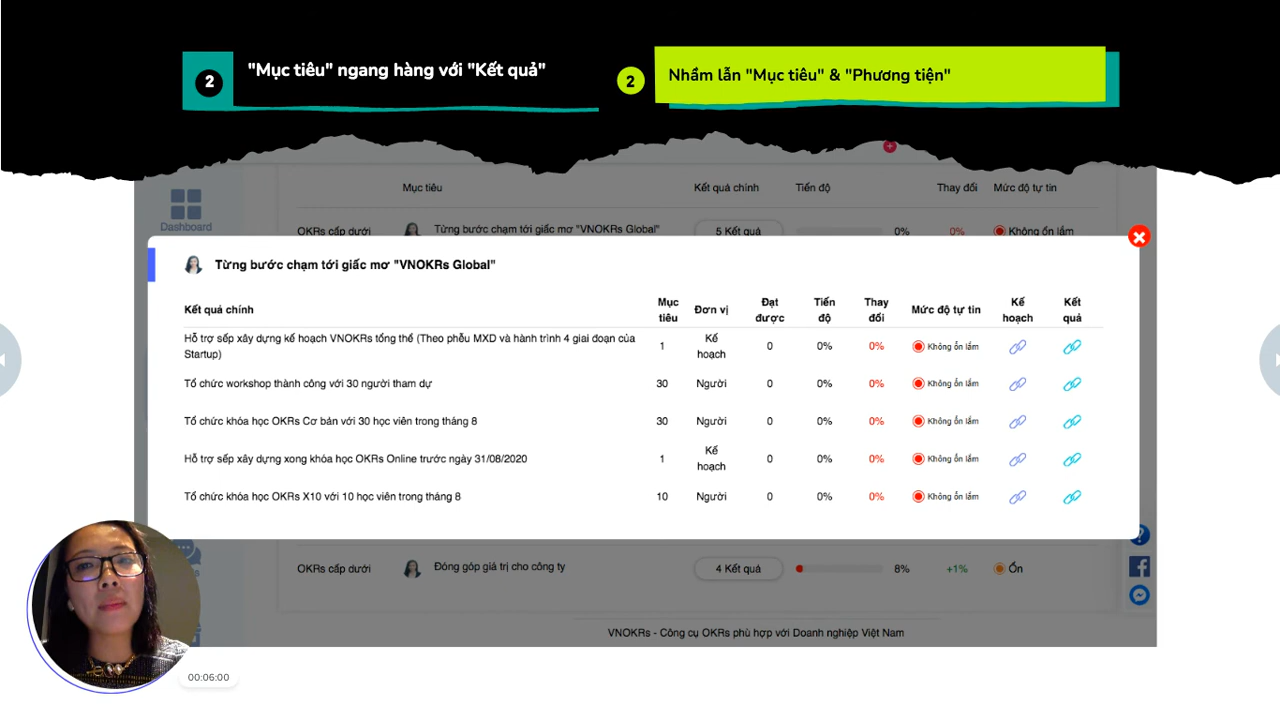 2
"Mục tiêu" ngang hàng với "Kết quả"
2
Nhầm lẫn "Mục tiêu" & "Phương tiện"
Mục tiêu Kết quả chính Tiến độ Thay đổi Mức độ tự tin
Dashboard
OKRs cấp dưới Từng bước chạm tới giấc mơ "VNOKRs Global" 5 Kết quả 0% 0% Không ổn lắm
Từng bước chạm tới giấc mơ "VNOKRs Global"
Kết quả chính Mục tiêu Đơn vị Đạt được Tiến độ Thay đổi Mức độ tự tin Kế hoạch Kết quả
Hỗ trợ sếp xây dựng kế hoạch VNOKRs tổng thể (Theo phễu MXD và hành trình 4 giai đoạn của
Startup)
1 Kế hoạch 0 0% 0% Không ổn lắm
Tổ chức workshop thành công với 30 người tham dự 30 Người 0 0% 0% Không ổn lắm
Tổ chức khóa học OKRs Cơ bản với 30 học viên trong tháng 8 30 Người 0 0% 0% Không ổn lắm
Hỗ trợ sếp xây dựng xong khóa học OKRs Online trước ngày 31/08/2020 1 Kế hoạch 0 0% 0% Không ổn lắm
Tổ chức khóa học OKRs X10 với 10 học viên trong tháng 8 10 Người 0 0% 0% Không ổn lắm
OKRs cấp dưới Đóng góp giá trị cho công ty 4 Kết quả 8% +1% Ổn
VNOKRs - Công cụ OKRs phù hợp với Doanh nghiệp Việt Nam
00:06:00